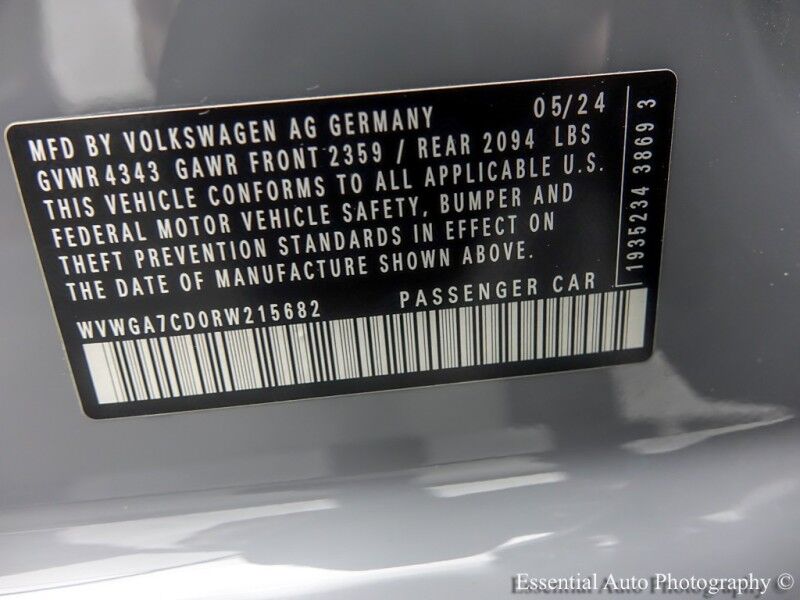 MFD BY VOLKSWAGEN AG GERMANY 05/24
GVWR 4343 GAWR FRONT 2359 / REAR 2094 LBS
THIS VEHICLE CONFORMS TO ALL APPLICABLE U.S.
FEDERAL MOTOR VEHICLE SAFETY, BUMPER AND
THEFT PREVENTION STANDARDS IN EFFECT ON
THE DATE OF MANUFACTURE SHOWN ABOVE.
WVWGA7CD0RW215682 PASSENGER CAR
1935234 3869 3
Essential Auto Photography ©